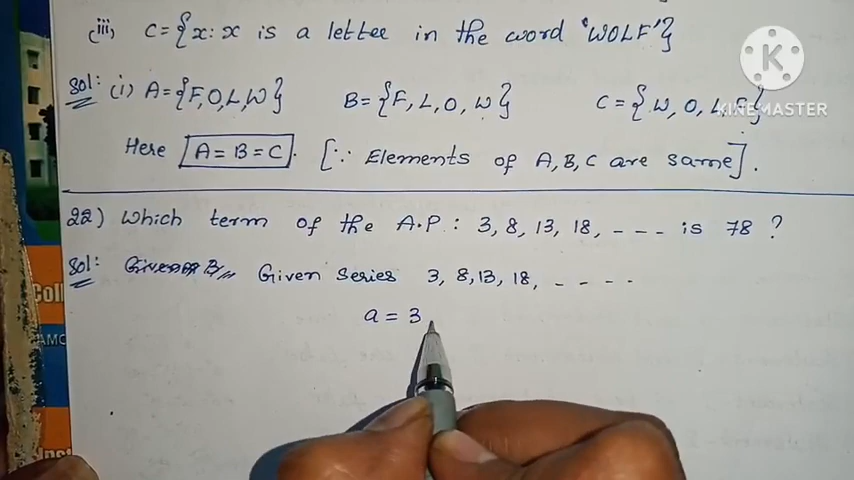 (iii) C = {x : x is a letter in the word 'WOLF'}
Sol: (i) A = {F, O, L, W} B = {F, L, O, W} C = {W, O, L, F}
KINEMASTER
Here A = B = C. [∵ Elements of A, B, C are same].
22) Which term of the A.P : 3, 8, 13, 18, - - - is 78 ?
Sol: Given Series 3, 8, 13, 18, - - - -
a = 3